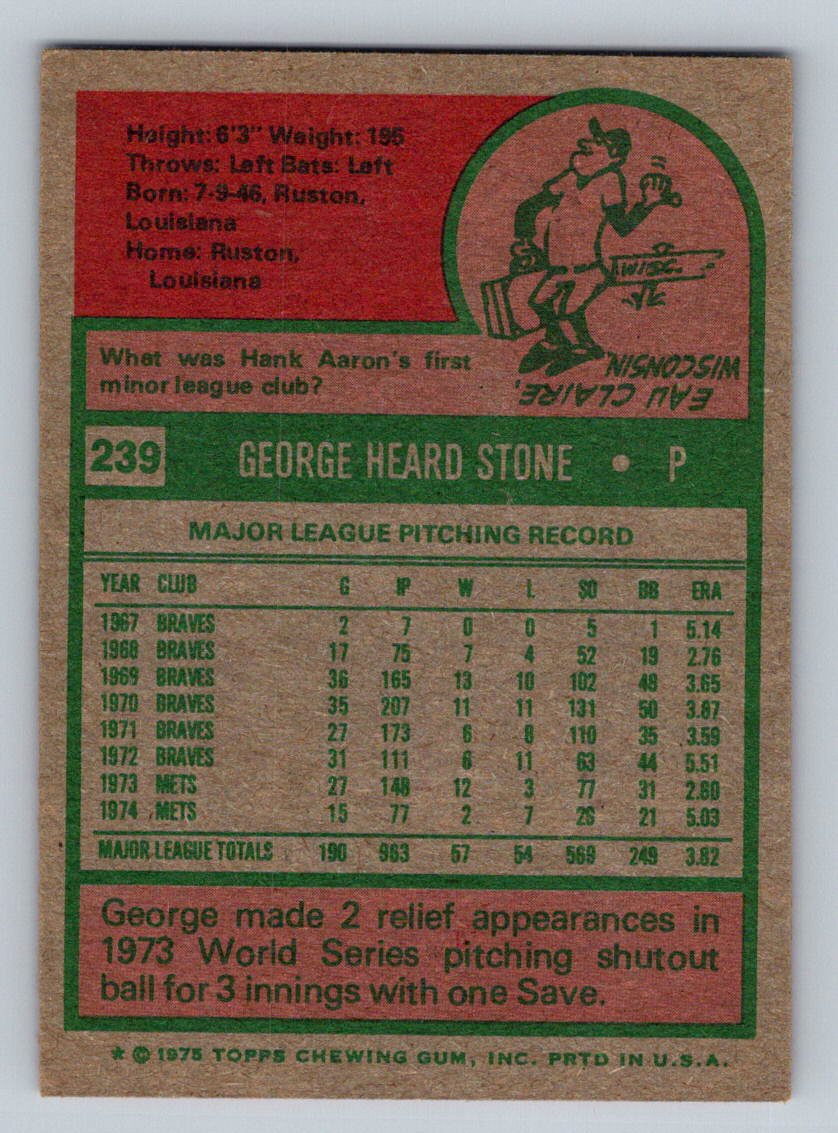 Height: 6'3" Weight: 195
Throws: Left Bats: Left
Born: 7-9-46, Ruston,
Louisiana
Home: Ruston,
Louisiana
WISC.
EAU CLAIRE,
WISCONSIN.
What was Hank Aaron's first
minor league club?
239 GEORGE HEARD STONE • P
MAJOR LEAGUE PITCHING RECORD
YEAR CLUB G IP W L SO BB ERA
1967 BRAVES 2 7 0 0 5 1 5.14
1968 BRAVES 17 75 7 4 52 19 2.76
1969 BRAVES 36 165 13 10 102 48 3.65
1970 BRAVES 35 207 11 11 131 50 3.87
1971 BRAVES 27 173 6 8 110 35 3.59
1972 BRAVES 31 111 6 11 63 44 5.51
1973 METS 27 148 12 3 77 31 2.80
1974 METS 15 77 2 7 29 21 5.03
MAJOR LEAGUE TOTALS 190 963 57 54 569 249 3.82
George made 2 relief appearances in
1973 World Series pitching shutout
ball for 3 innings with one Save.
* © 1975 TOPPS CHEWING GUM, INC. PRTD IN U.S.A.